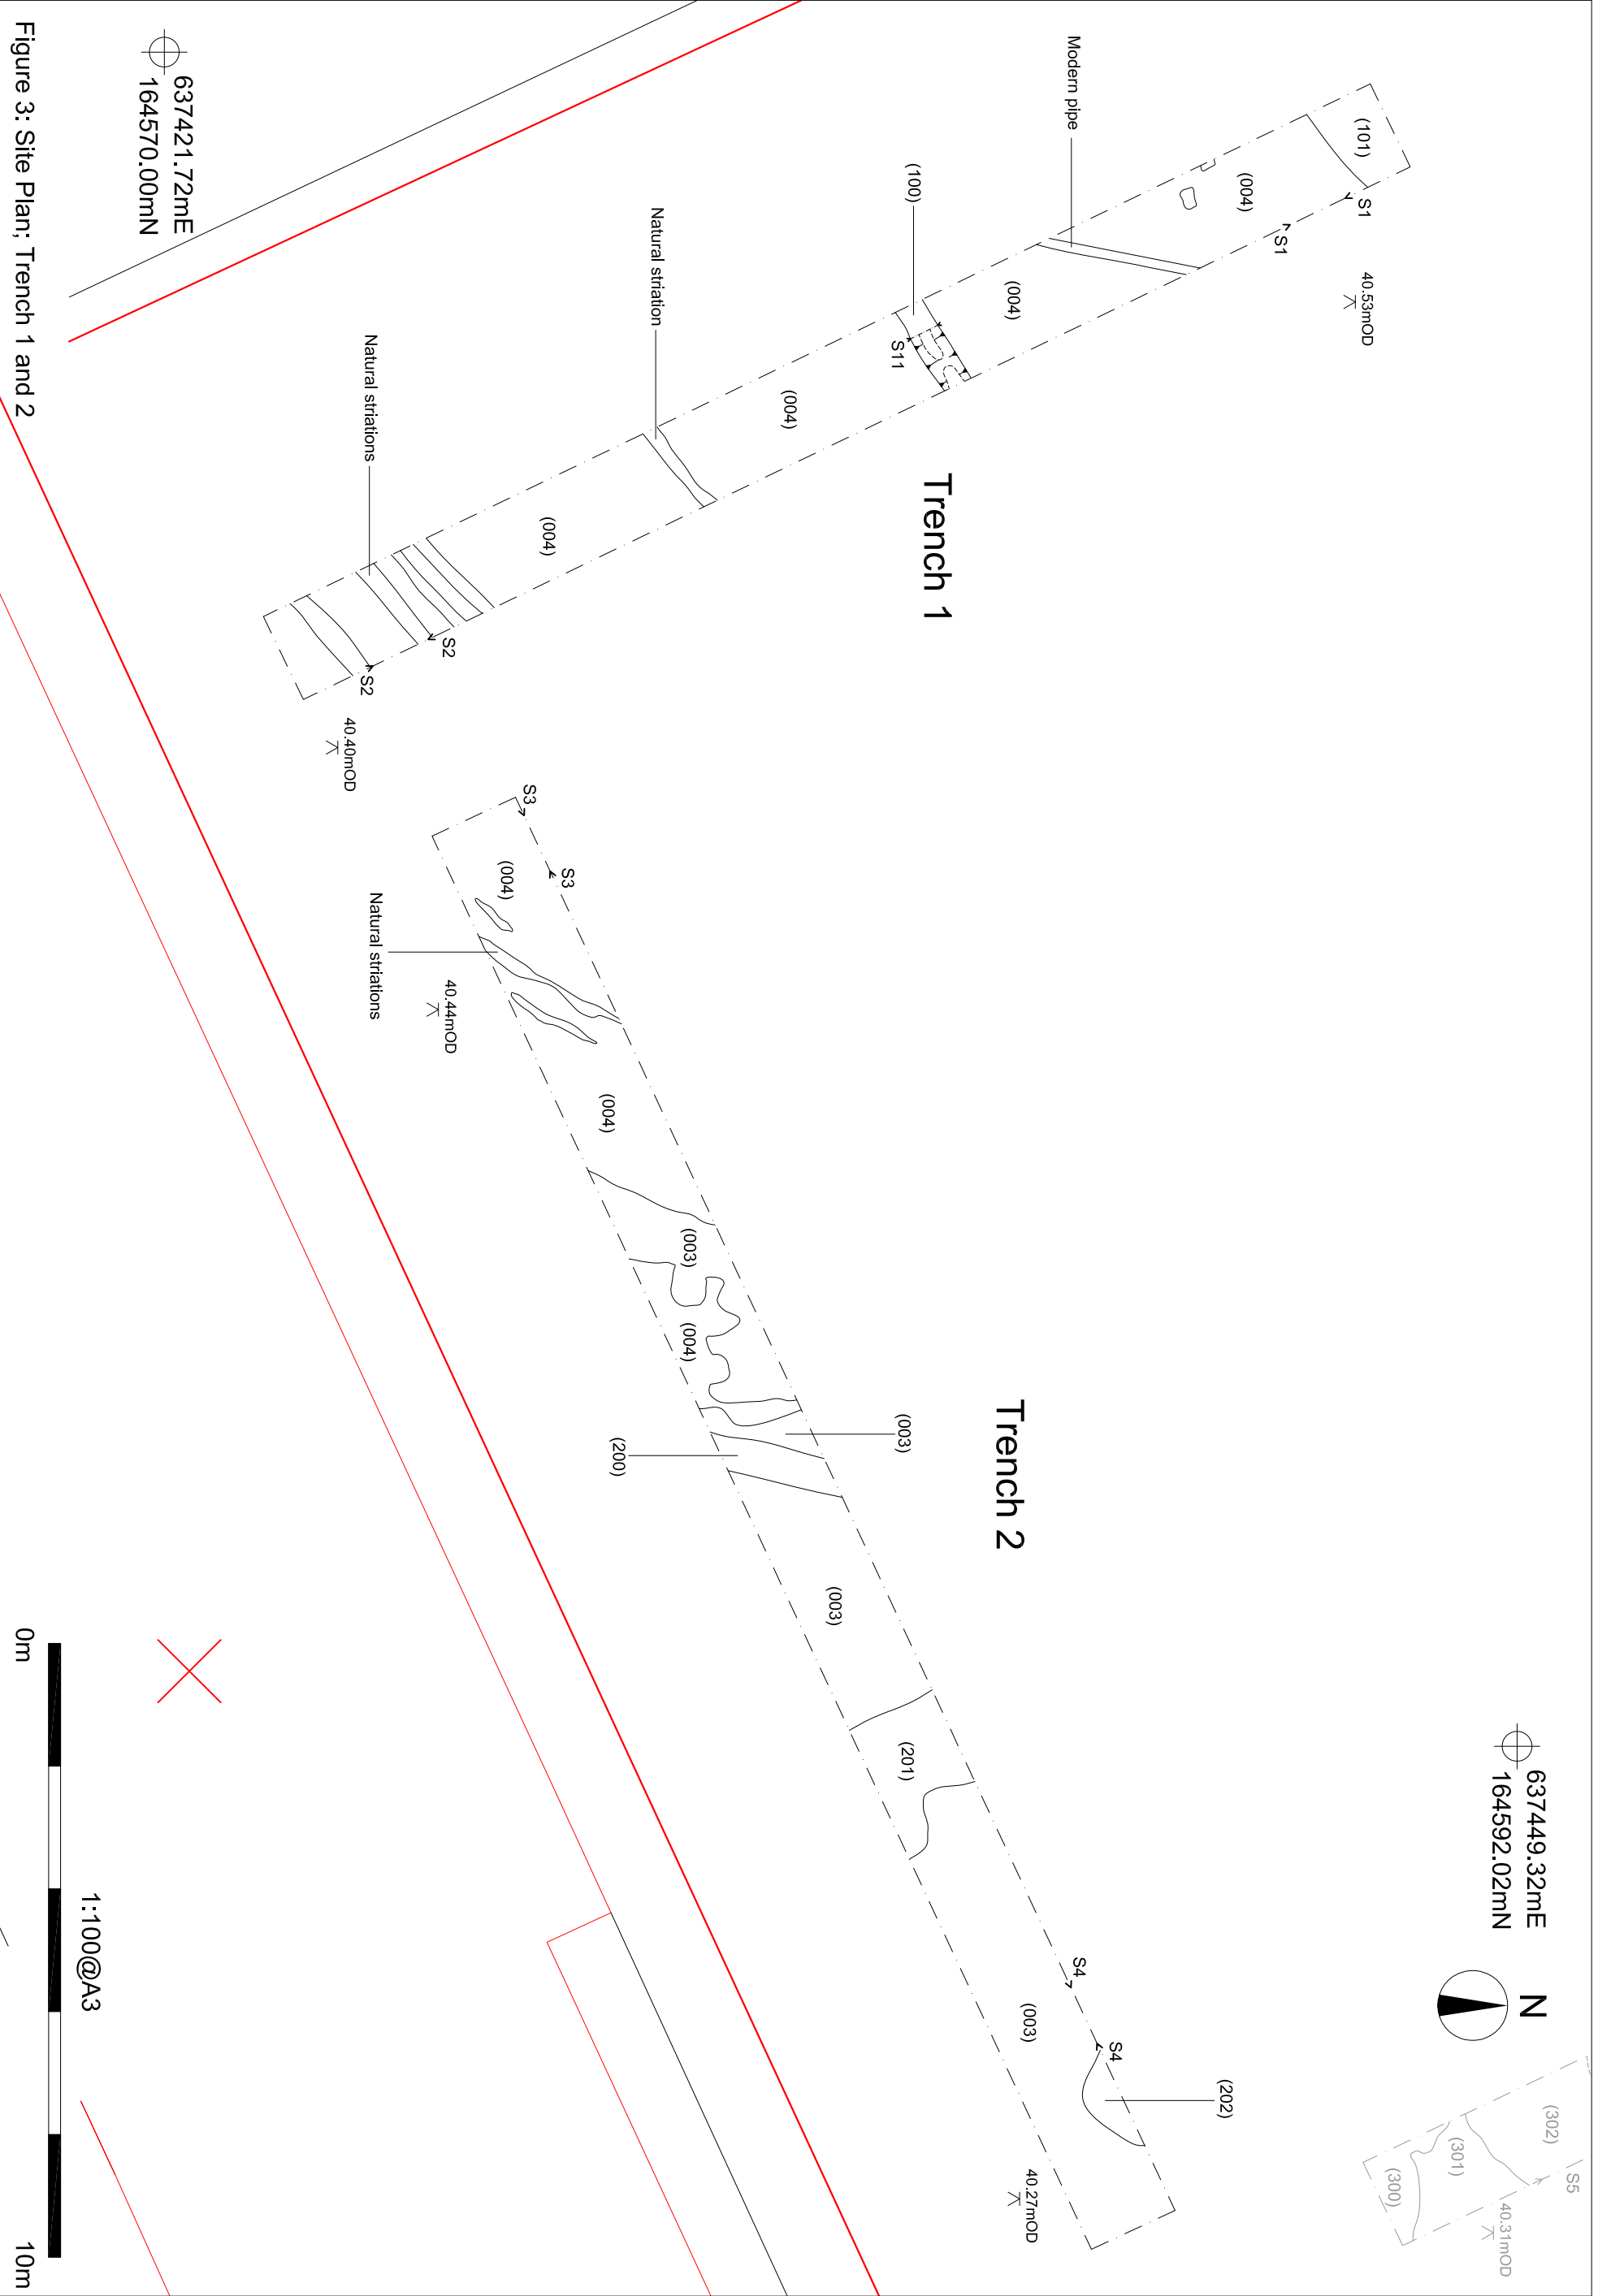 (101)
S1
S1
40.53mOD
(004)
Modern pipe
(004)
(100)
S11
Trench 1
(004)
Natural striation
(004)
Natural striations
S2
S2
40.40mOD
637421.72mE
164570.00mN
S3
S3
(004)
Natural striations
40.44mOD
(004)
(003)
(004)
(003)
(200)
Trench 2
(003)
(201)
S4
S4
(003)
(202)
40.27mOD
637449.32mE
164592.02mN
N
(302)
(301)
(300)
S5
40.31mOD
1:100@A3
0m
10m
Figure 3: Site Plan; Trench 1 and 2